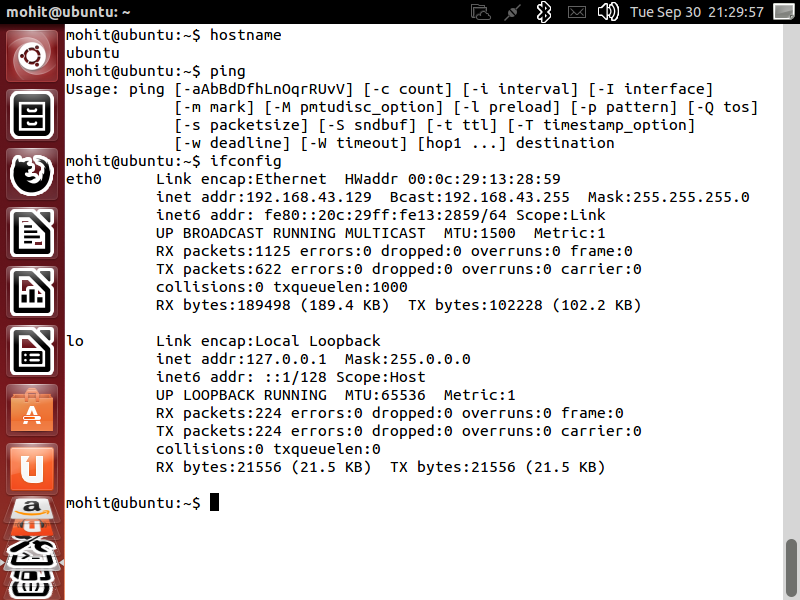 mohit@ubuntu: ~ Tue Sep 30 21:29:57
mohit@ubuntu:~$ hostname
ubuntu
mohit@ubuntu:~$ ping
Usage: ping [-aAbBdDfhLnOqrRUvV] [-c count] [-i interval] [-I interface]
            [-m mark] [-M pmtudisc_option] [-l preload] [-p pattern] [-Q tos]
            [-s packetsize] [-S sndbuf] [-t ttl] [-T timestamp_option]
            [-w deadline] [-W timeout] [hop1 ...] destination
mohit@ubuntu:~$ ifconfig
eth0      Link encap:Ethernet  HWaddr 00:0c:29:13:28:59
          inet addr:192.168.43.129  Bcast:192.168.43.255  Mask:255.255.255.0
          inet6 addr: fe80::20c:29ff:fe13:2859/64 Scope:Link
          UP BROADCAST RUNNING MULTICAST  MTU:1500  Metric:1
          RX packets:1125 errors:0 dropped:0 overruns:0 frame:0
          TX packets:622 errors:0 dropped:0 overruns:0 carrier:0
          collisions:0 txqueuelen:1000
          RX bytes:189498 (189.4 KB)  TX bytes:102228 (102.2 KB)

lo        Link encap:Local Loopback
          inet addr:127.0.0.1  Mask:255.0.0.0
          inet6 addr: ::1/128 Scope:Host
          UP LOOPBACK RUNNING  MTU:65536  Metric:1
          RX packets:224 errors:0 dropped:0 overruns:0 frame:0
          TX packets:224 errors:0 dropped:0 overruns:0 carrier:0
          collisions:0 txqueuelen:0
          RX bytes:21556 (21.5 KB)  TX bytes:21556 (21.5 KB)

mohit@ubuntu:~$